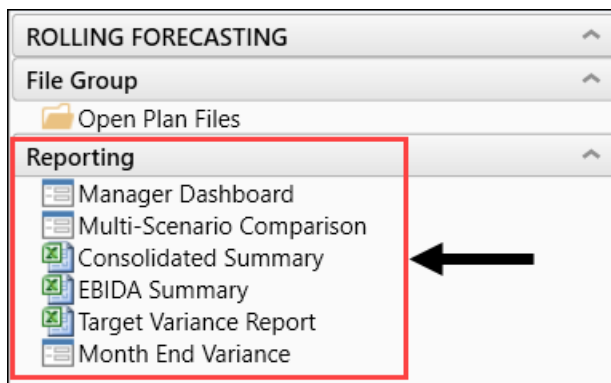 ROLLING FORECASTING
File Group
Open Plan Files
Reporting
Manager Dashboard
Multi-Scenario Comparison
Consolidated Summary
EBIDA Summary
Target Variance Report
Month End Variance